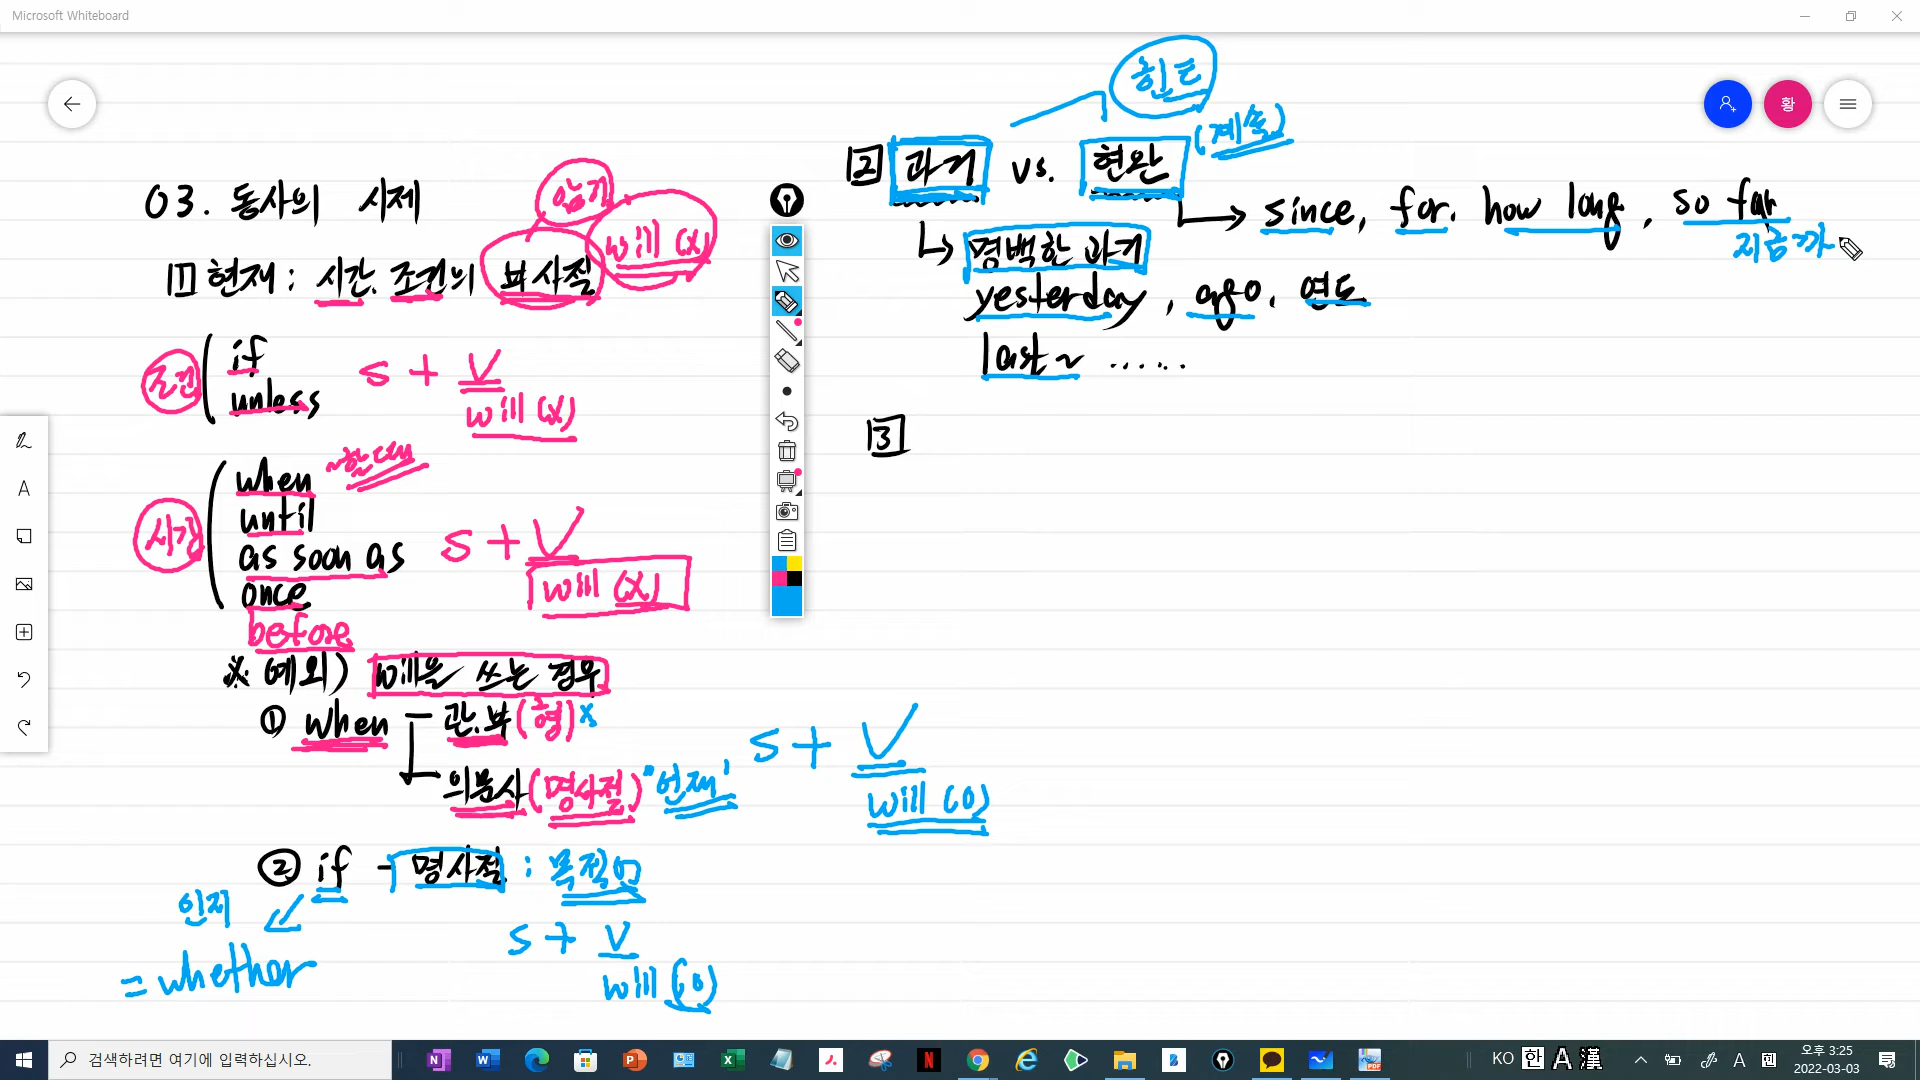 Microsoft Whiteboard
황
03. 동사의 시제
암기
will (x)
① 현재 : 시간, 조건의 부사절
조건
if
unless
s + v
will (x)
시간
when
~할 때
until
as soon as
once
before
s + v
will (x)
※ 예외) will을 쓰는 경우
① when - 관.부 (형) x
의문사 (명사절) "언제"
s + v
will (o)
② if - 명사절 : 목적어
인지
= whether
s + v
will (o)
힌트
② 과거 vs. 현완
(계속)
since, for, how long, so far
지금까
명백한 과거
yesterday, ago, 연도
last ~ ......
③
검색하려면 여기에 입력하십시오.
KO 한 A 漢
A
오후 3:25
2022-03-03